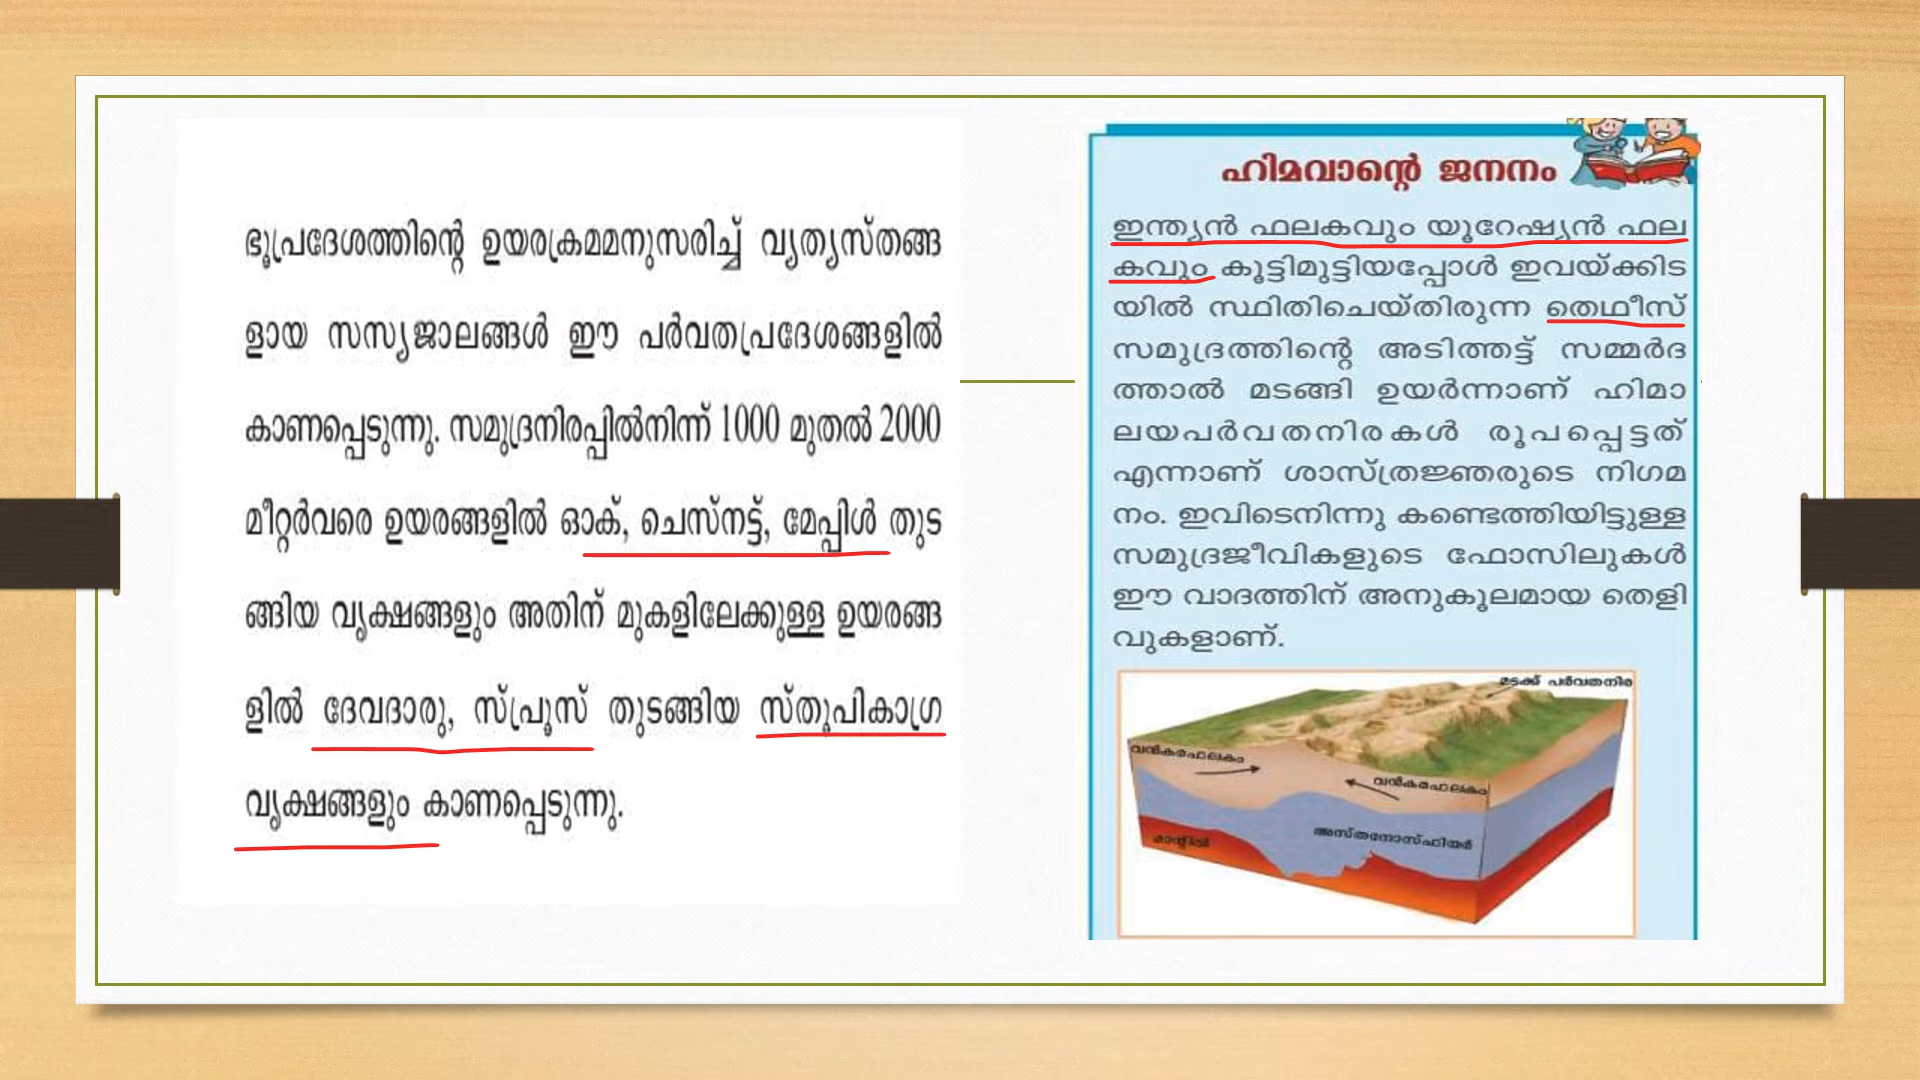 ഭൂപ്രദേശത്തിന്റെ ഉയരക്രമമനുസരിച്ച് വ്യത്യസ്തങ്ങ
ളായ സസ്യജാലങ്ങൾ ഈ പർവതപ്രദേശങ്ങളിൽ
കാണപ്പെടുന്നു. സമുദ്രനിരപ്പിൽനിന്ന് 1000 മുതൽ 2000
മീറ്റർവരെ ഉയരങ്ങളിൽ ഓക്, ചെസ്നട്ട്, മേപ്പിൾ തുട
ങ്ങിയ വൃക്ഷങ്ങളും അതിന് മുകളിലേക്കുള്ള ഉയരങ്ങ
ളിൽ ദേവദാരു, സ്പ്രൂസ് തുടങ്ങിയ സ്തൂപികാഗ്ര
വൃക്ഷങ്ങളും കാണപ്പെടുന്നു.
ഹിമവാന്റെ ജനനം
ഇന്ത്യൻ ഫലകവും യൂറേഷ്യൻ ഫല
കവും കൂട്ടിമുട്ടിയപ്പോൾ ഇവയ്ക്കിട
യിൽ സ്ഥിതിചെയ്തിരുന്ന തെഥീസ്
സമുദ്രത്തിന്റെ അടിത്തട്ട് സമ്മർദ
ത്താൽ മടങ്ങി ഉയർന്നാണ് ഹിമാ
ലയപർവതനിരകൾ രൂപപ്പെട്ടത്
എന്നാണ് ശാസ്ത്രജ്ഞരുടെ നിഗമ
നം. ഇവിടെനിന്നു കണ്ടെത്തിയിട്ടുള്ള
സമുദ്രജീവികളുടെ ഫോസിലുകൾ
ഈ വാദത്തിന് അനുകൂലമായ തെളി
വുകളാണ്.
മടക്ക് പർവതനിര
വൻകരഫലകം
വൻകരഫലകം
അസ്തനോസ്ഫിയർ
മാന്റിൽ